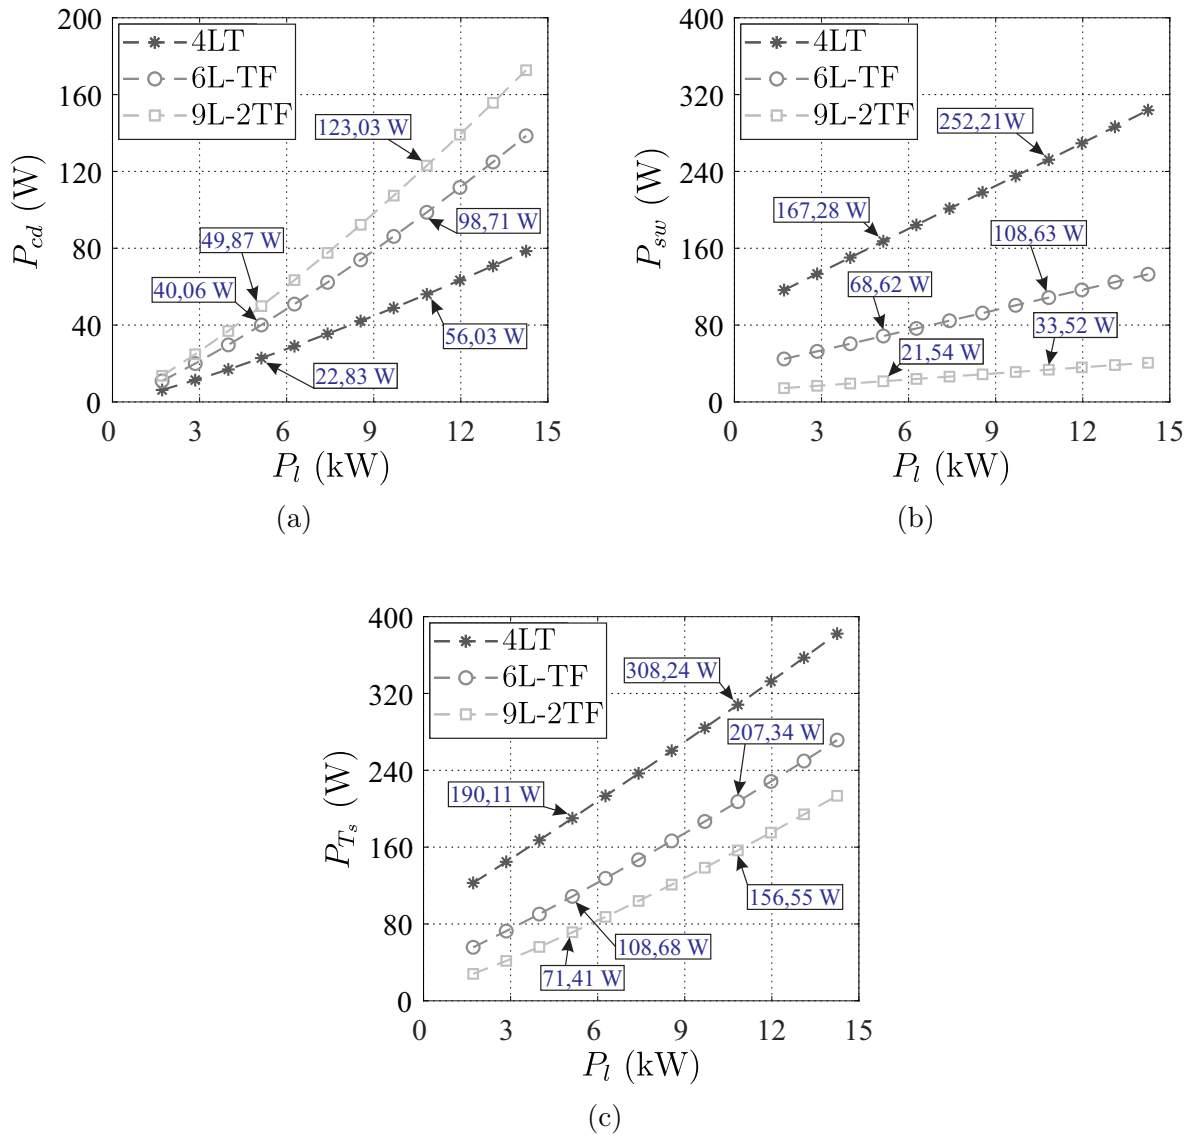 200
160
120
80
40
0
0 3 6 9 12 15
P_cd (W)
P_l (kW)
4LT
6L-TF
9L-2TF
123,03 W
98,71 W
49,87 W
40,06 W
56,03 W
22,83 W
(a)
400
320
240
160
80
0
0 3 6 9 12 15
P_sw (W)
P_l (kW)
4LT
6L-TF
9L-2TF
252,21W
167,28 W
108,63 W
68,62 W
33,52 W
21,54 W
(b)
400
320
240
160
80
0
0 3 6 9 12 15
P_Ts (W)
P_l (kW)
4LT
6L-TF
9L-2TF
308,24 W
207,34 W
190,11 W
156,55 W
108,68 W
71,41 W
(c)